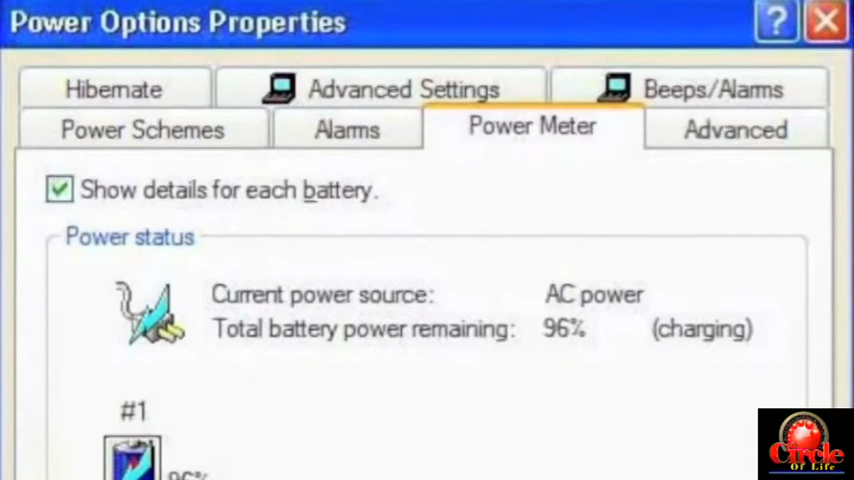 Power Options Properties
Hibernate Advanced Settings Beeps/Alarms
Power Schemes Alarms Power Meter Advanced
Show details for each battery.
Power status
Current power source: AC power
Total battery power remaining: 96% (charging)
#1
96%
Circle
Of Life